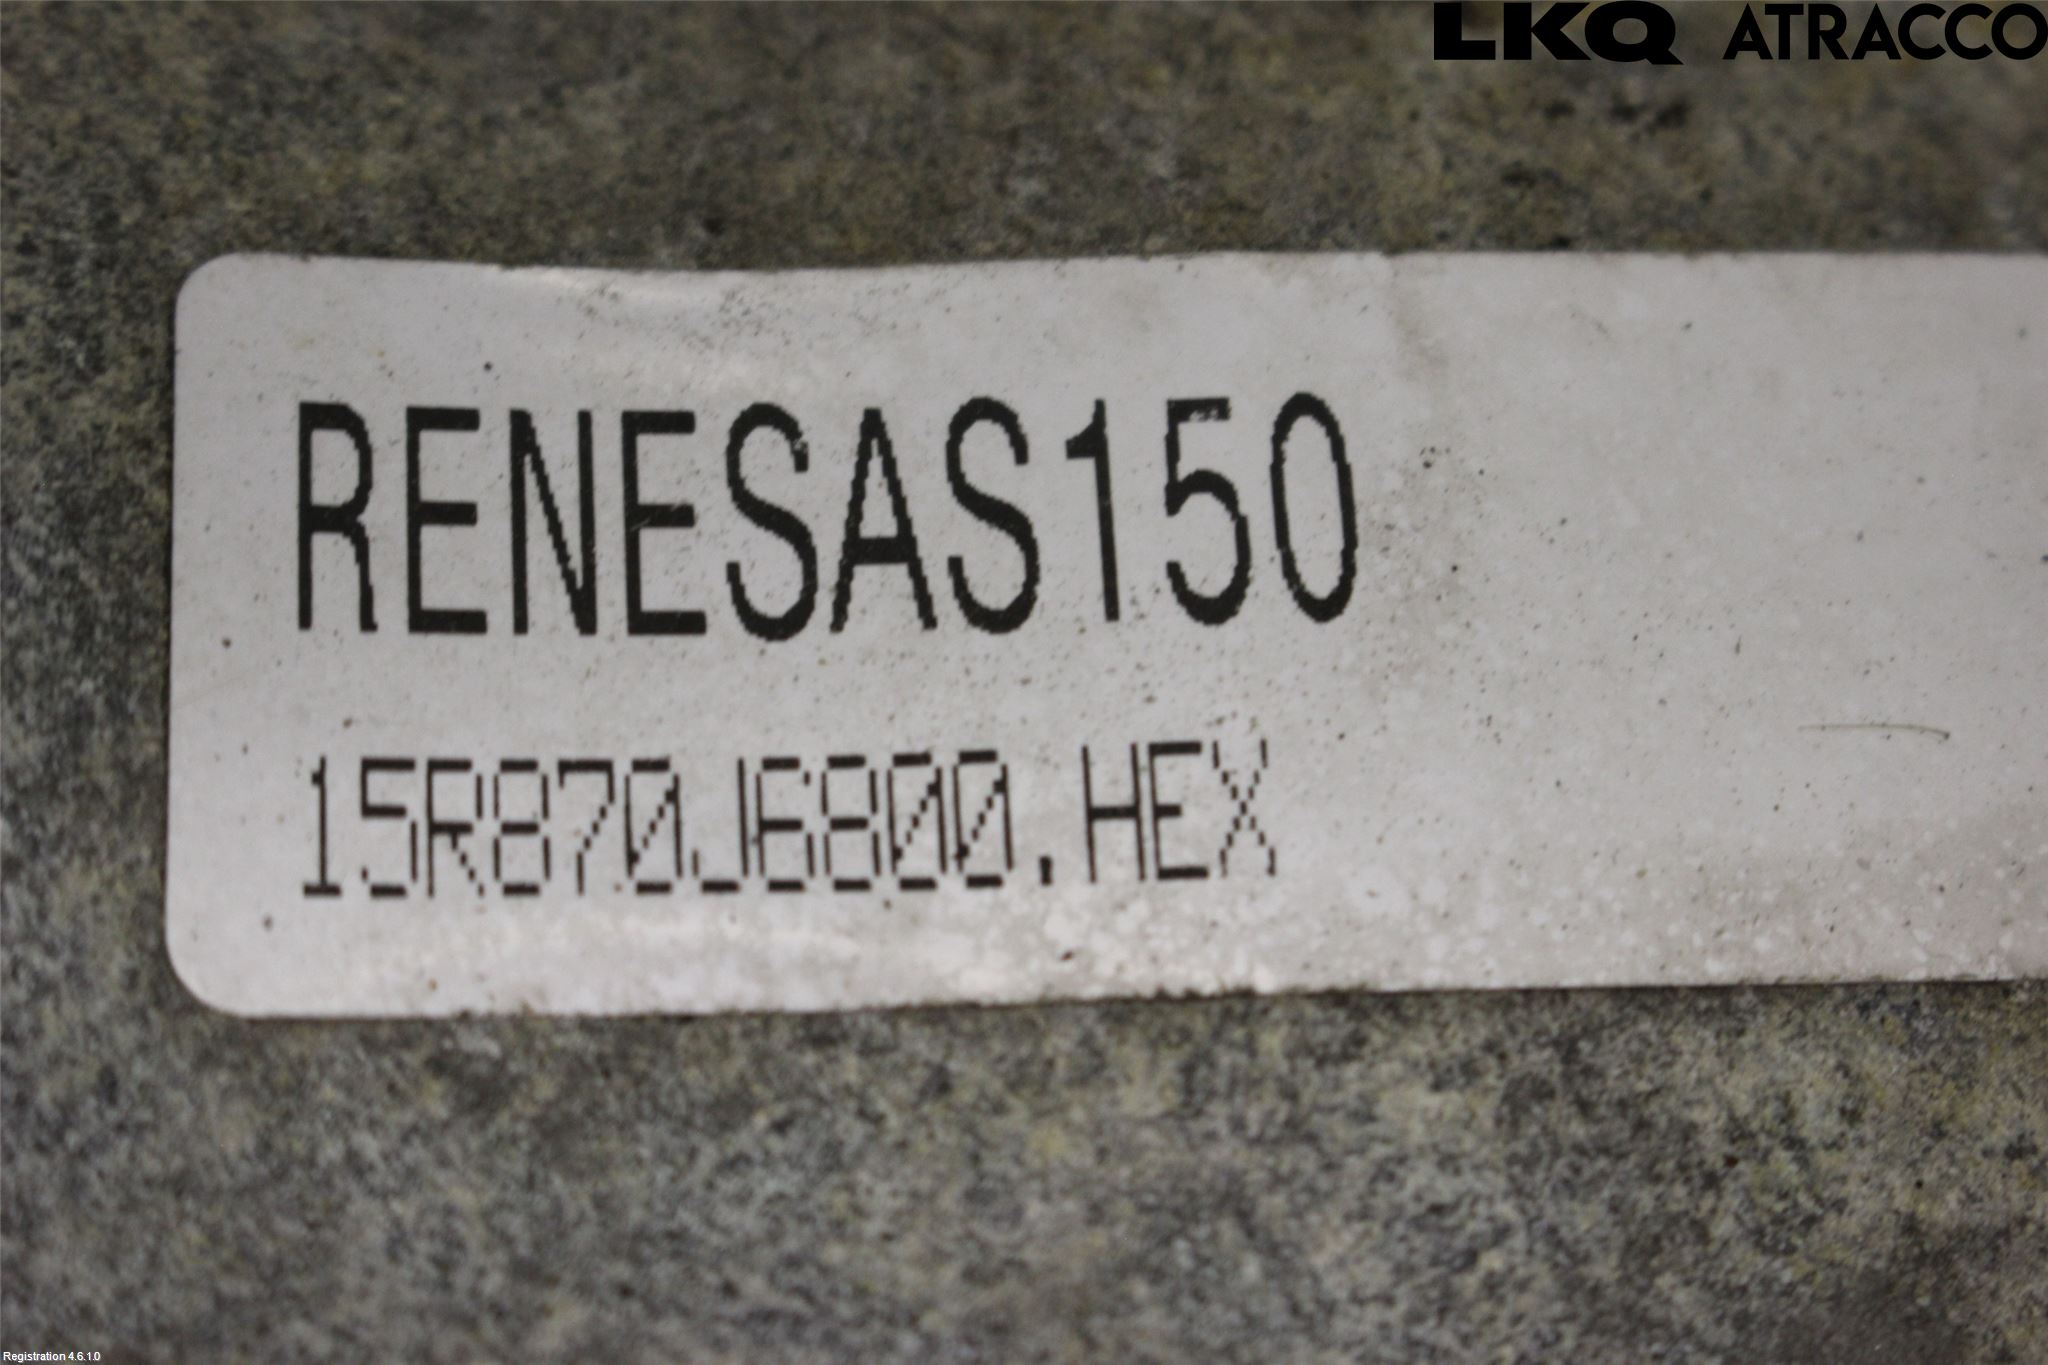 LKQ ATRACCO
RENESAS150
15R870J6800.HEX
Registration 4.6.1.0